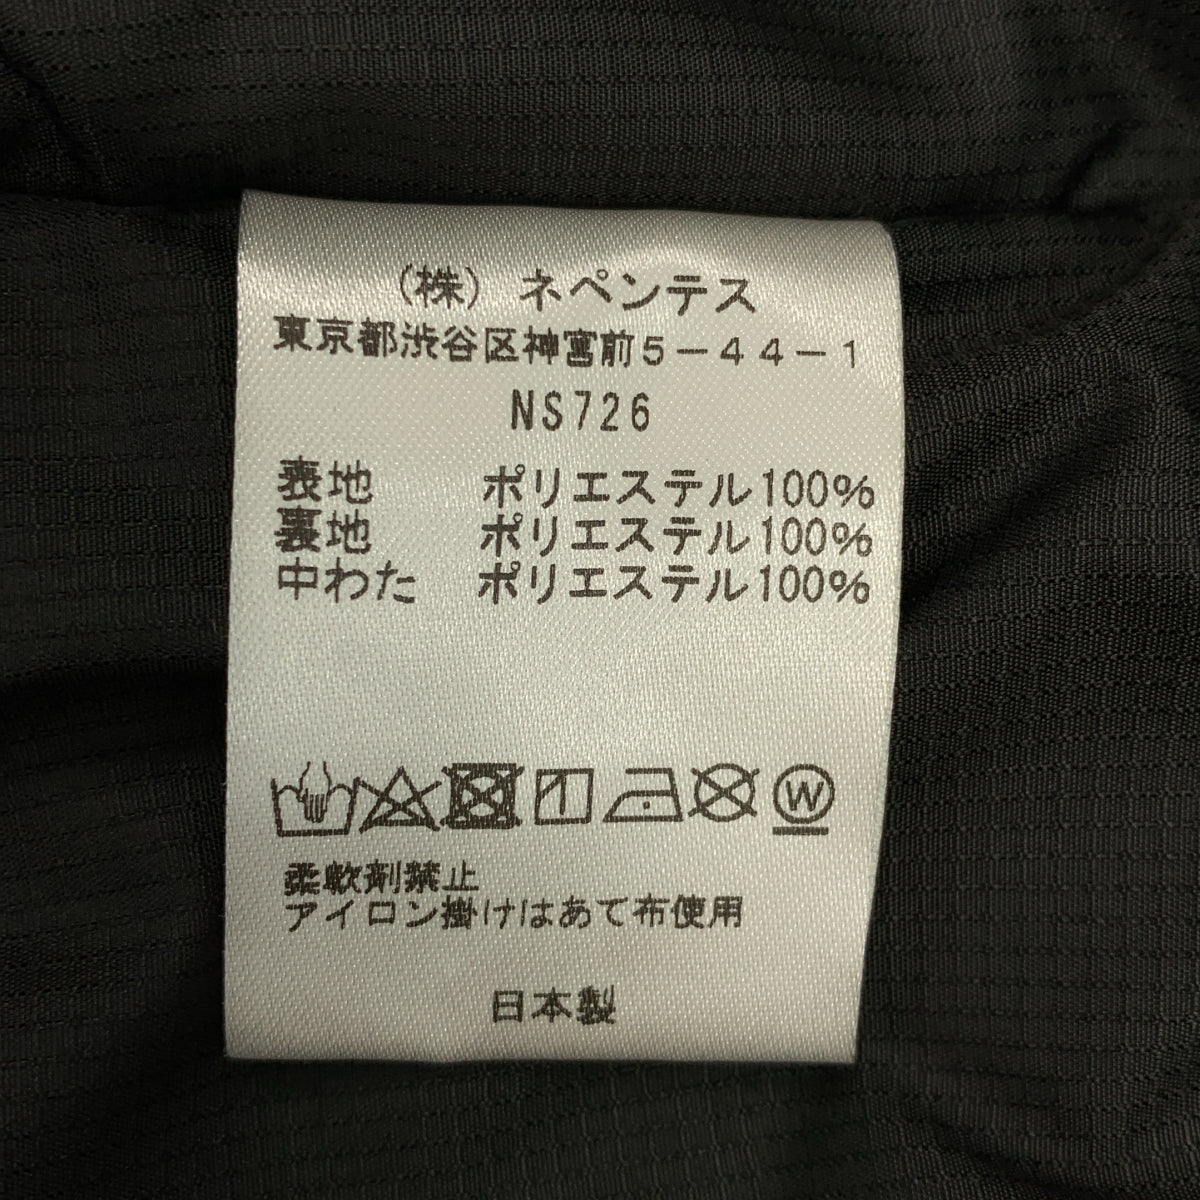 (株) ネペンテス
東京都渋谷区神宮前5-44-1
NS726
表地 ポリエステル100%
裏地 ポリエステル100%
中わた ポリエステル100%
W
柔軟剤禁止
アイロン掛けはあて布使用
日本製